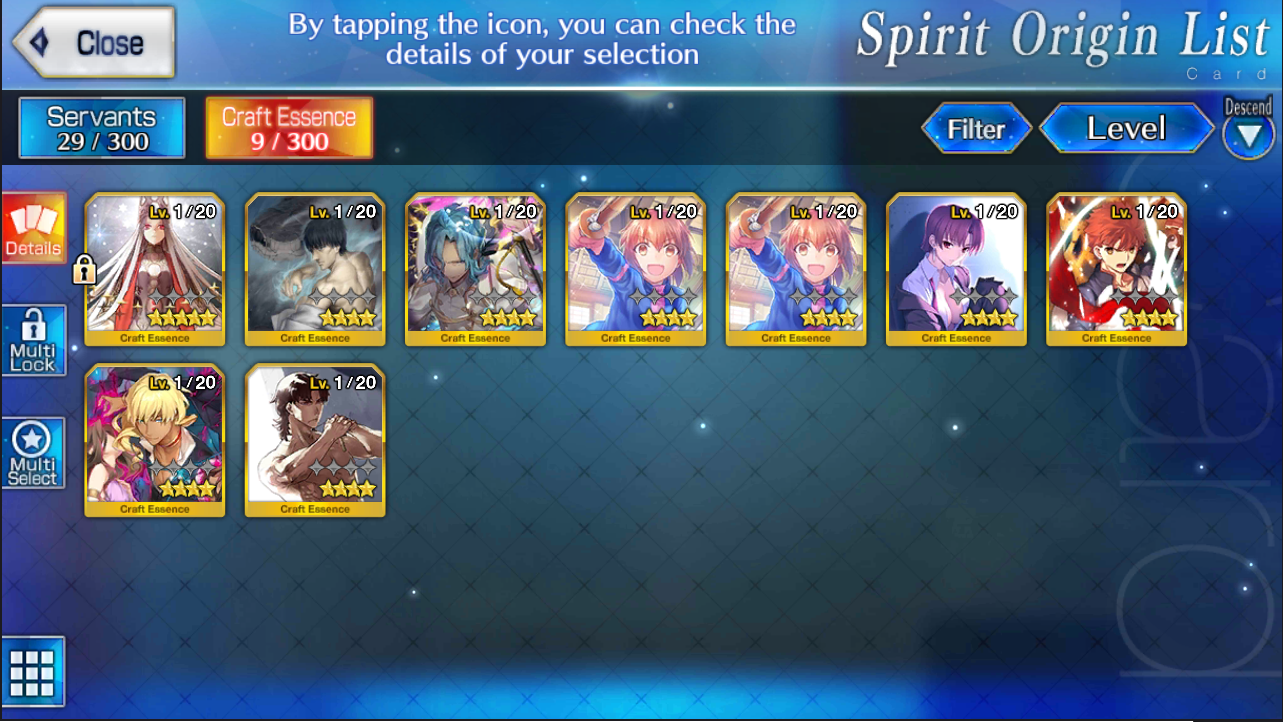 Close
By tapping the icon, you can check the
details of your selection
Spirit Origin List
Card
Servants
29 / 300
Craft Essence
9 / 300
Filter
Level
Descend
Details
Multi
Lock
Multi
Select
Lv. 1/20
Craft Essence
Lv. 1/20
Craft Essence
Lv. 1/20
Craft Essence
Lv. 1/20
Craft Essence
Lv. 1/20
Craft Essence
Lv. 1/20
Craft Essence
Lv. 1/20
Craft Essence
Lv. 1/20
Craft Essence
Lv. 1/20
Craft Essence